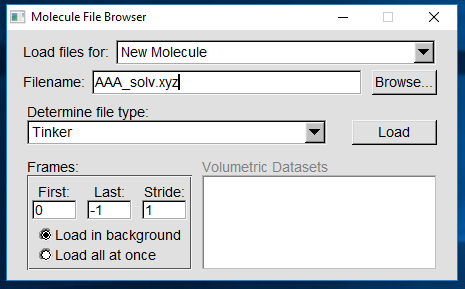 Molecule File Browser
Load files for: New Molecule
Filename: AAA_solv.xyz Browse...
Determine file type:
Tinker Load
Frames: Volumetric Datasets
First: Last: Stride:
0 -1 1
Load in background
Load all at once